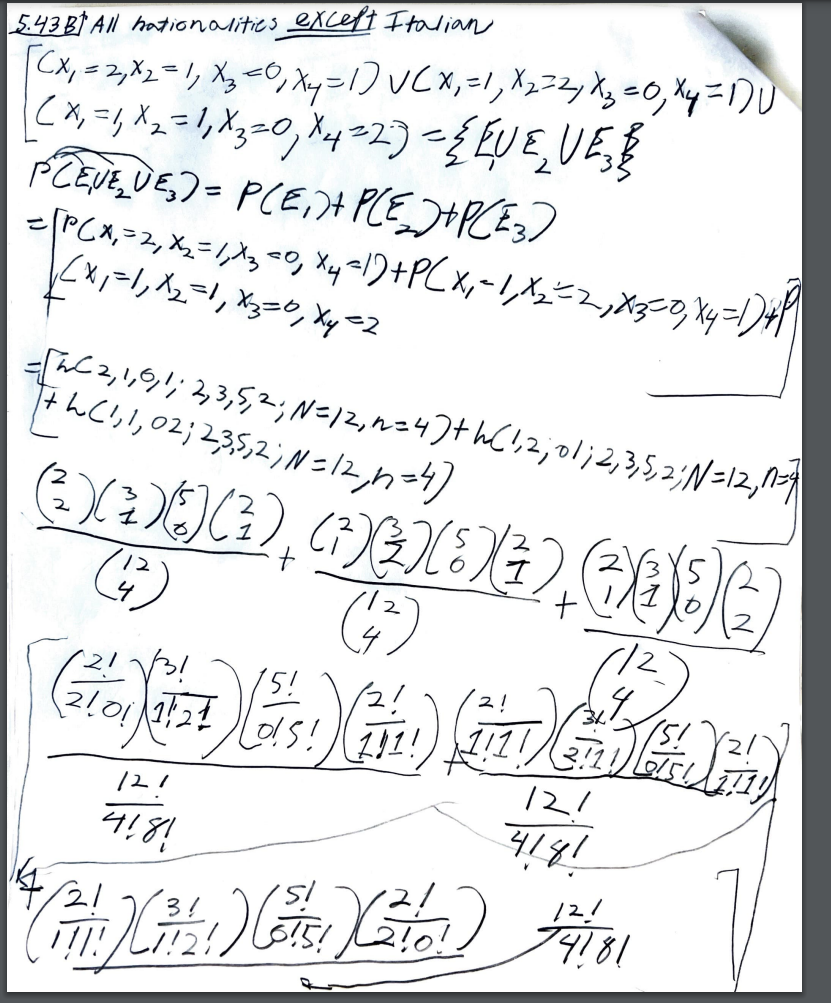 5.43B↑ All nationalities except Italian
[(x₁=2, x₂=1, x₃=0, x₄=1) ∪ (x₁=1, x₂=2, x₃=0, x₄=1) ∪
(x₁=1, x₂=1, x₃=0, x₄=2) = {E₁∪E₂∪E₃}
P(E₁∪E₂∪E₃) = P(E₁)+P(E₂)+P(E₃)
=[P(x₁=2, x₂=1, x₃=0, x₄=1)+P(x₁=1, x₂=2, x₃=0, x₄=1)+P
(x₁=1, x₂=1, x₃=0, x₄=2]
=[h(2,1,0,1; 2,3,5,2; N=12, n=4)+h(1,2,01; 2,3,5,2; N=12, n=4
+h(1,1,02; 2,3,5,2; N=12, n=4)]
(2 2)(3 1)(5 0)(2 1)/(12 4) + (2 1)(3 2)(5 0)(2 1)/(12 4) + (2 1)(3 1)(5 0)(2 2)/(12 4)
[(2!/2!0!)(3!/1!2!)(5!/0!5!)(2!/1!1!)/(12!/4!8!) + (2!/1!1!)(3!/2!1!)(5!/0!5!)(2!/1!1!)/(12!/4!8!)
+(2!/1!1!)(3!/1!2!)(5!/0!5!)(2!/2!0!) 12!/4!8!]